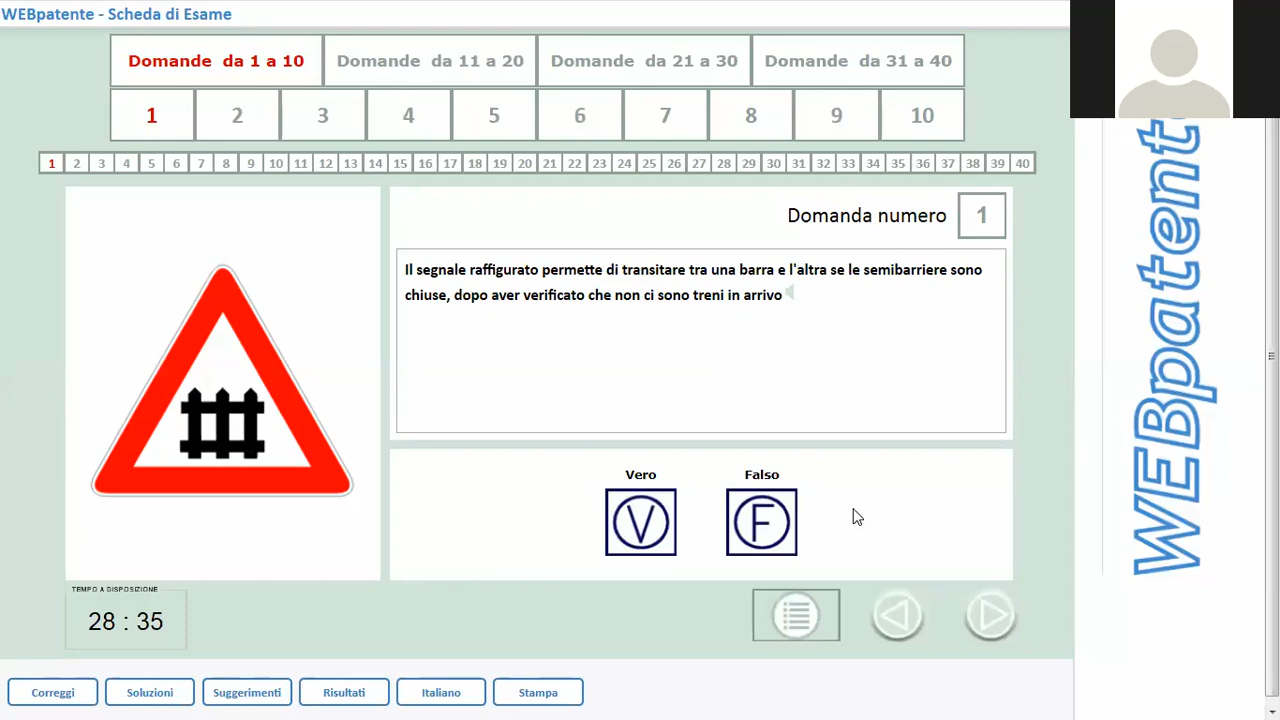 WEBpatente - Scheda di Esame
Domande da 1 a 10 Domande da 11 a 20 Domande da 21 a 30 Domande da 31 a 40
1 2 3 4 5 6 7 8 9 10
1 2 3 4 5 6 7 8 9 10 11 12 13 14 15 16 17 18 19 20 21 22 23 24 25 26 27 28 29 30 31 32 33 34 35 36 37 38 39 40
Domanda numero 1
Il segnale raffigurato permette di transitare tra una barra e l'altra se le semibarriere sono
chiuse, dopo aver verificato che non ci sono treni in arrivo
Vero Falso
V F
TEMPO A DISPOSIZIONE
28 : 35
Correggi Soluzioni Suggerimenti Risultati Italiano Stampa
WEBpatente